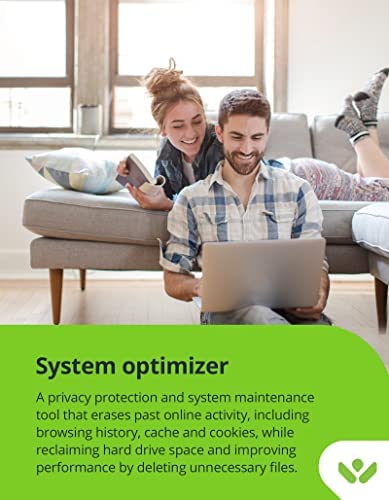 System optimizer
A privacy protection and system maintenance
tool that erases past online activity, including
browsing history, cache and cookies, while
reclaiming hard drive space and improving
performance by deleting unnecessary files.